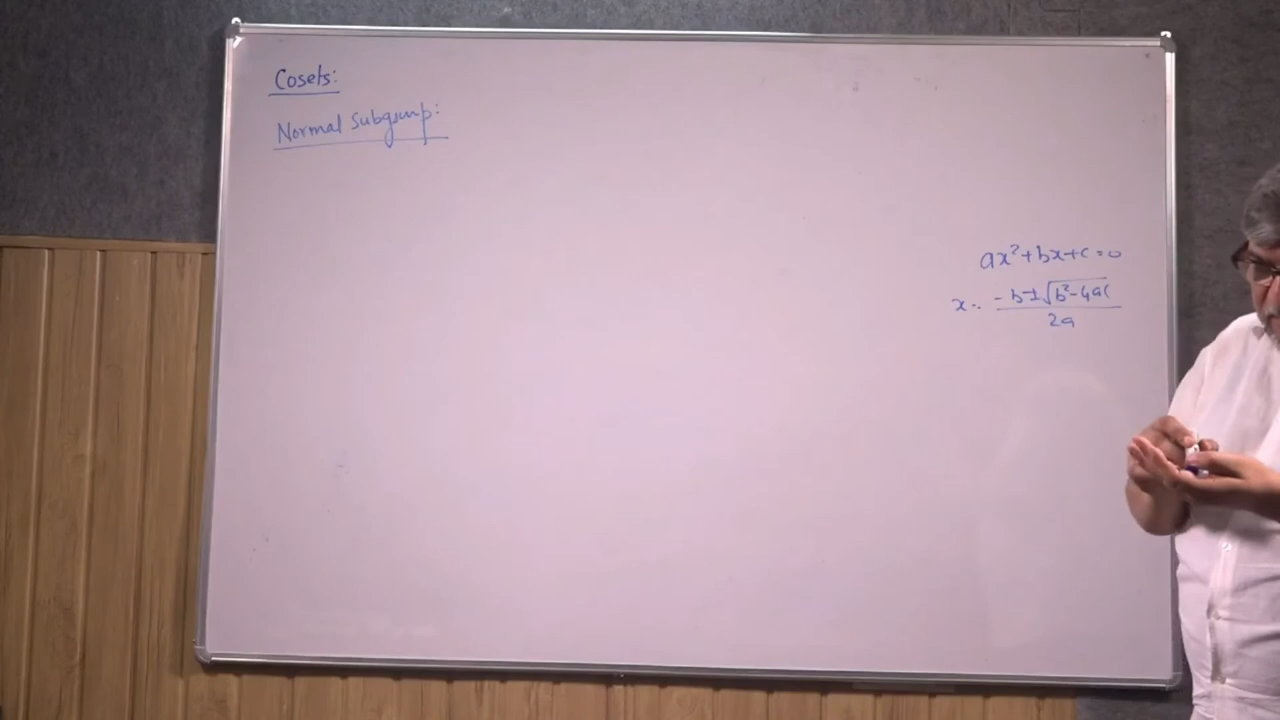 Cosets:
Normal Subgroup:
ax²+bx+c=0
x = -b±√b²-4ac
2a